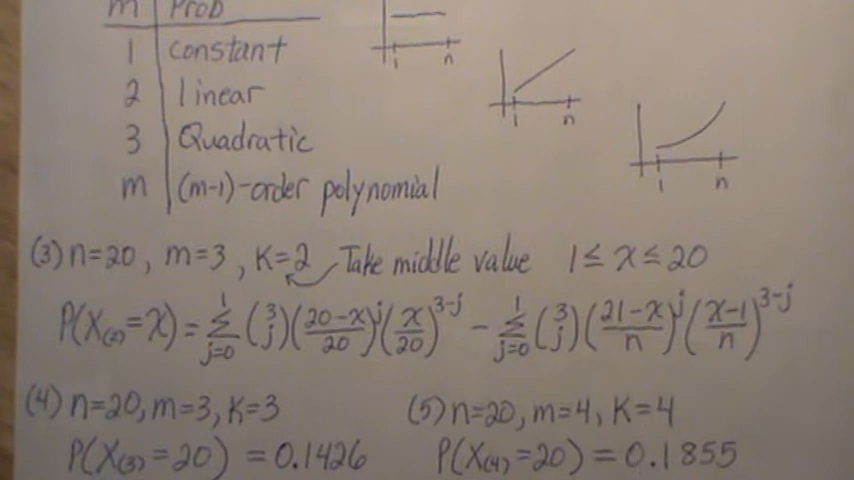 m Prob
1 constant
2 linear
3 Quadratic
m (m-1)-order polynomial
1 n
1 n
1 n
(3) n=20, m=3, K=2 Take middle value 1≤x≤20
P(X₍₂₎=x) = Σ_{j=0}^{1} (3 j) ((20-x)/20)^j (x/20)^{3-j} - Σ_{j=0}^{1} (3 j) ((21-x)/n)^j ((x-1)/n)^{3-j}
(4) n=20, m=3, K=3 (5) n=20, m=4, K=4
P(X₍₃₎=20) = 0.1426 P(X₍₄₎=20) = 0.1855